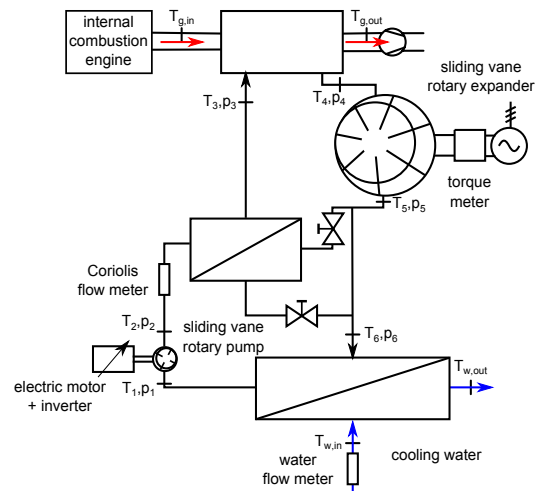 internal
combustion
engine
T_g,in
T_g,out
sliding vane
rotary expander
T_3,p_3
T_4,p_4
T_5,p_5
torque
meter
Coriolis
flow meter
T_2,p_2
sliding vane
rotary pump
T_6,p_6
electric motor
+ inverter
T_1,p_1
T_w,out
T_w,in
water
flow meter
cooling water